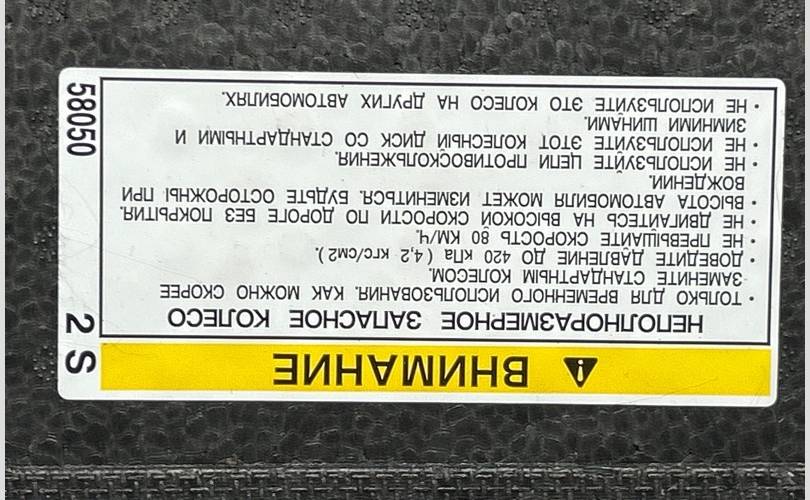 ВНИМАНИЕ
НЕПОЛНОРАЗМЕРНОЕ ЗАПАСНОЕ КОЛЕСО
• ТОЛЬКО ДЛЯ ВРЕМЕННОГО ИСПОЛЬЗОВАНИЯ. КАК МОЖНО СКОРЕЕ
ЗАМЕНИТЕ СТАНДАРТНЫМ КОЛЕСОМ.
• ДОВЕДИТЕ ДАВЛЕНИЕ ДО 420 кПа ( 4,2 кгс/см2 ).
• НЕ ПРЕВЫШАЙТЕ СКОРОСТЬ 80 КМ/Ч.
• НЕ ДВИГАЙТЕСЬ НА ВЫСОКОЙ СКОРОСТИ ПО ДОРОГЕ БЕЗ ПОКРЫТИЯ.
• ВЫСОТА АВТОМОБИЛЯ МОЖЕТ ИЗМЕНИТЬСЯ. БУДЬТЕ ОСТОРОЖНЫ ПРИ
ВОЖДЕНИИ.
• НЕ ИСПОЛЬЗУЙТЕ ЦЕПИ ПРОТИВОСКОЛЬЖЕНИЯ.
• НЕ ИСПОЛЬЗУЙТЕ ЭТОТ КОЛЕСНЫЙ ДИСК СО СТАНДАРТНЫМИ И
ЗИМНИМИ ШИНАМИ.
• НЕ ИСПОЛЬЗУЙТЕ ЭТО КОЛЕСО НА ДРУГИХ АВТОМОБИЛЯХ.
58050
2 S